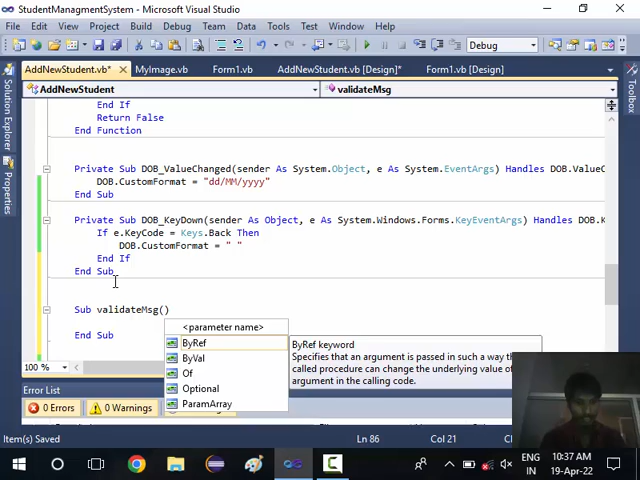 StudentManagmentSystem - Microsoft Visual Studio
File Edit View Project Build Debug Team Data Tools Test Window Help
Debug
AddNewStudent.vb* MyImage.vb Form1.vb AddNewStudent.vb [Design]* Form1.vb [Design]
AddNewStudent validateMsg
Solution Explorer
Properties
Toolbox
End If
Return False
End Function
Private Sub DOB_ValueChanged(sender As System.Object, e As System.EventArgs) Handles DOB.ValueC
DOB.CustomFormat = "dd/MM/yyyy"
End Sub
Private Sub DOB_KeyDown(sender As Object, e As System.Windows.Forms.KeyEventArgs) Handles DOB.K
If e.KeyCode = Keys.Back Then
DOB.CustomFormat = " "
End If
End Sub
Sub validateMsg()
<parameter name>
End Sub
ByRef
ByVal
Of
Optional
ParamArray
ByRef keyword
Specifies that an argument is passed in such a way th
called procedure can change the underlying value of
argument in the calling code.
100 %
Error List
0 Errors 0 Warnings
Item(s) Saved Ln 86 Col 21
ENG 10:37 AM
IN 19-Apr-22